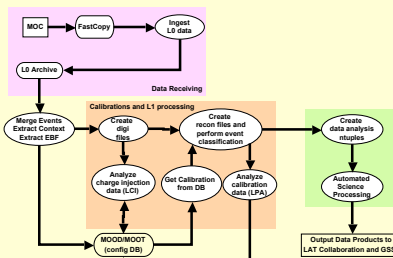 MOC
FastCopy
Ingest
L0 data
L0 Archive
Data Receiving
Merge Events
Extract Context
Extract EBF
Calibrations and L1 processing
Create
digi
files
Create
recon files and
perform event
classification
Create
data analysis
ntuples
Analyze
charge injection
data (LCI)
Get Calibration
from DB
Analyze
calibration
data (LPA)
Automated
Science
Processing
MOOD/MOOT
(config DB)
Output Data Products to
LAT Collaboration and GSS